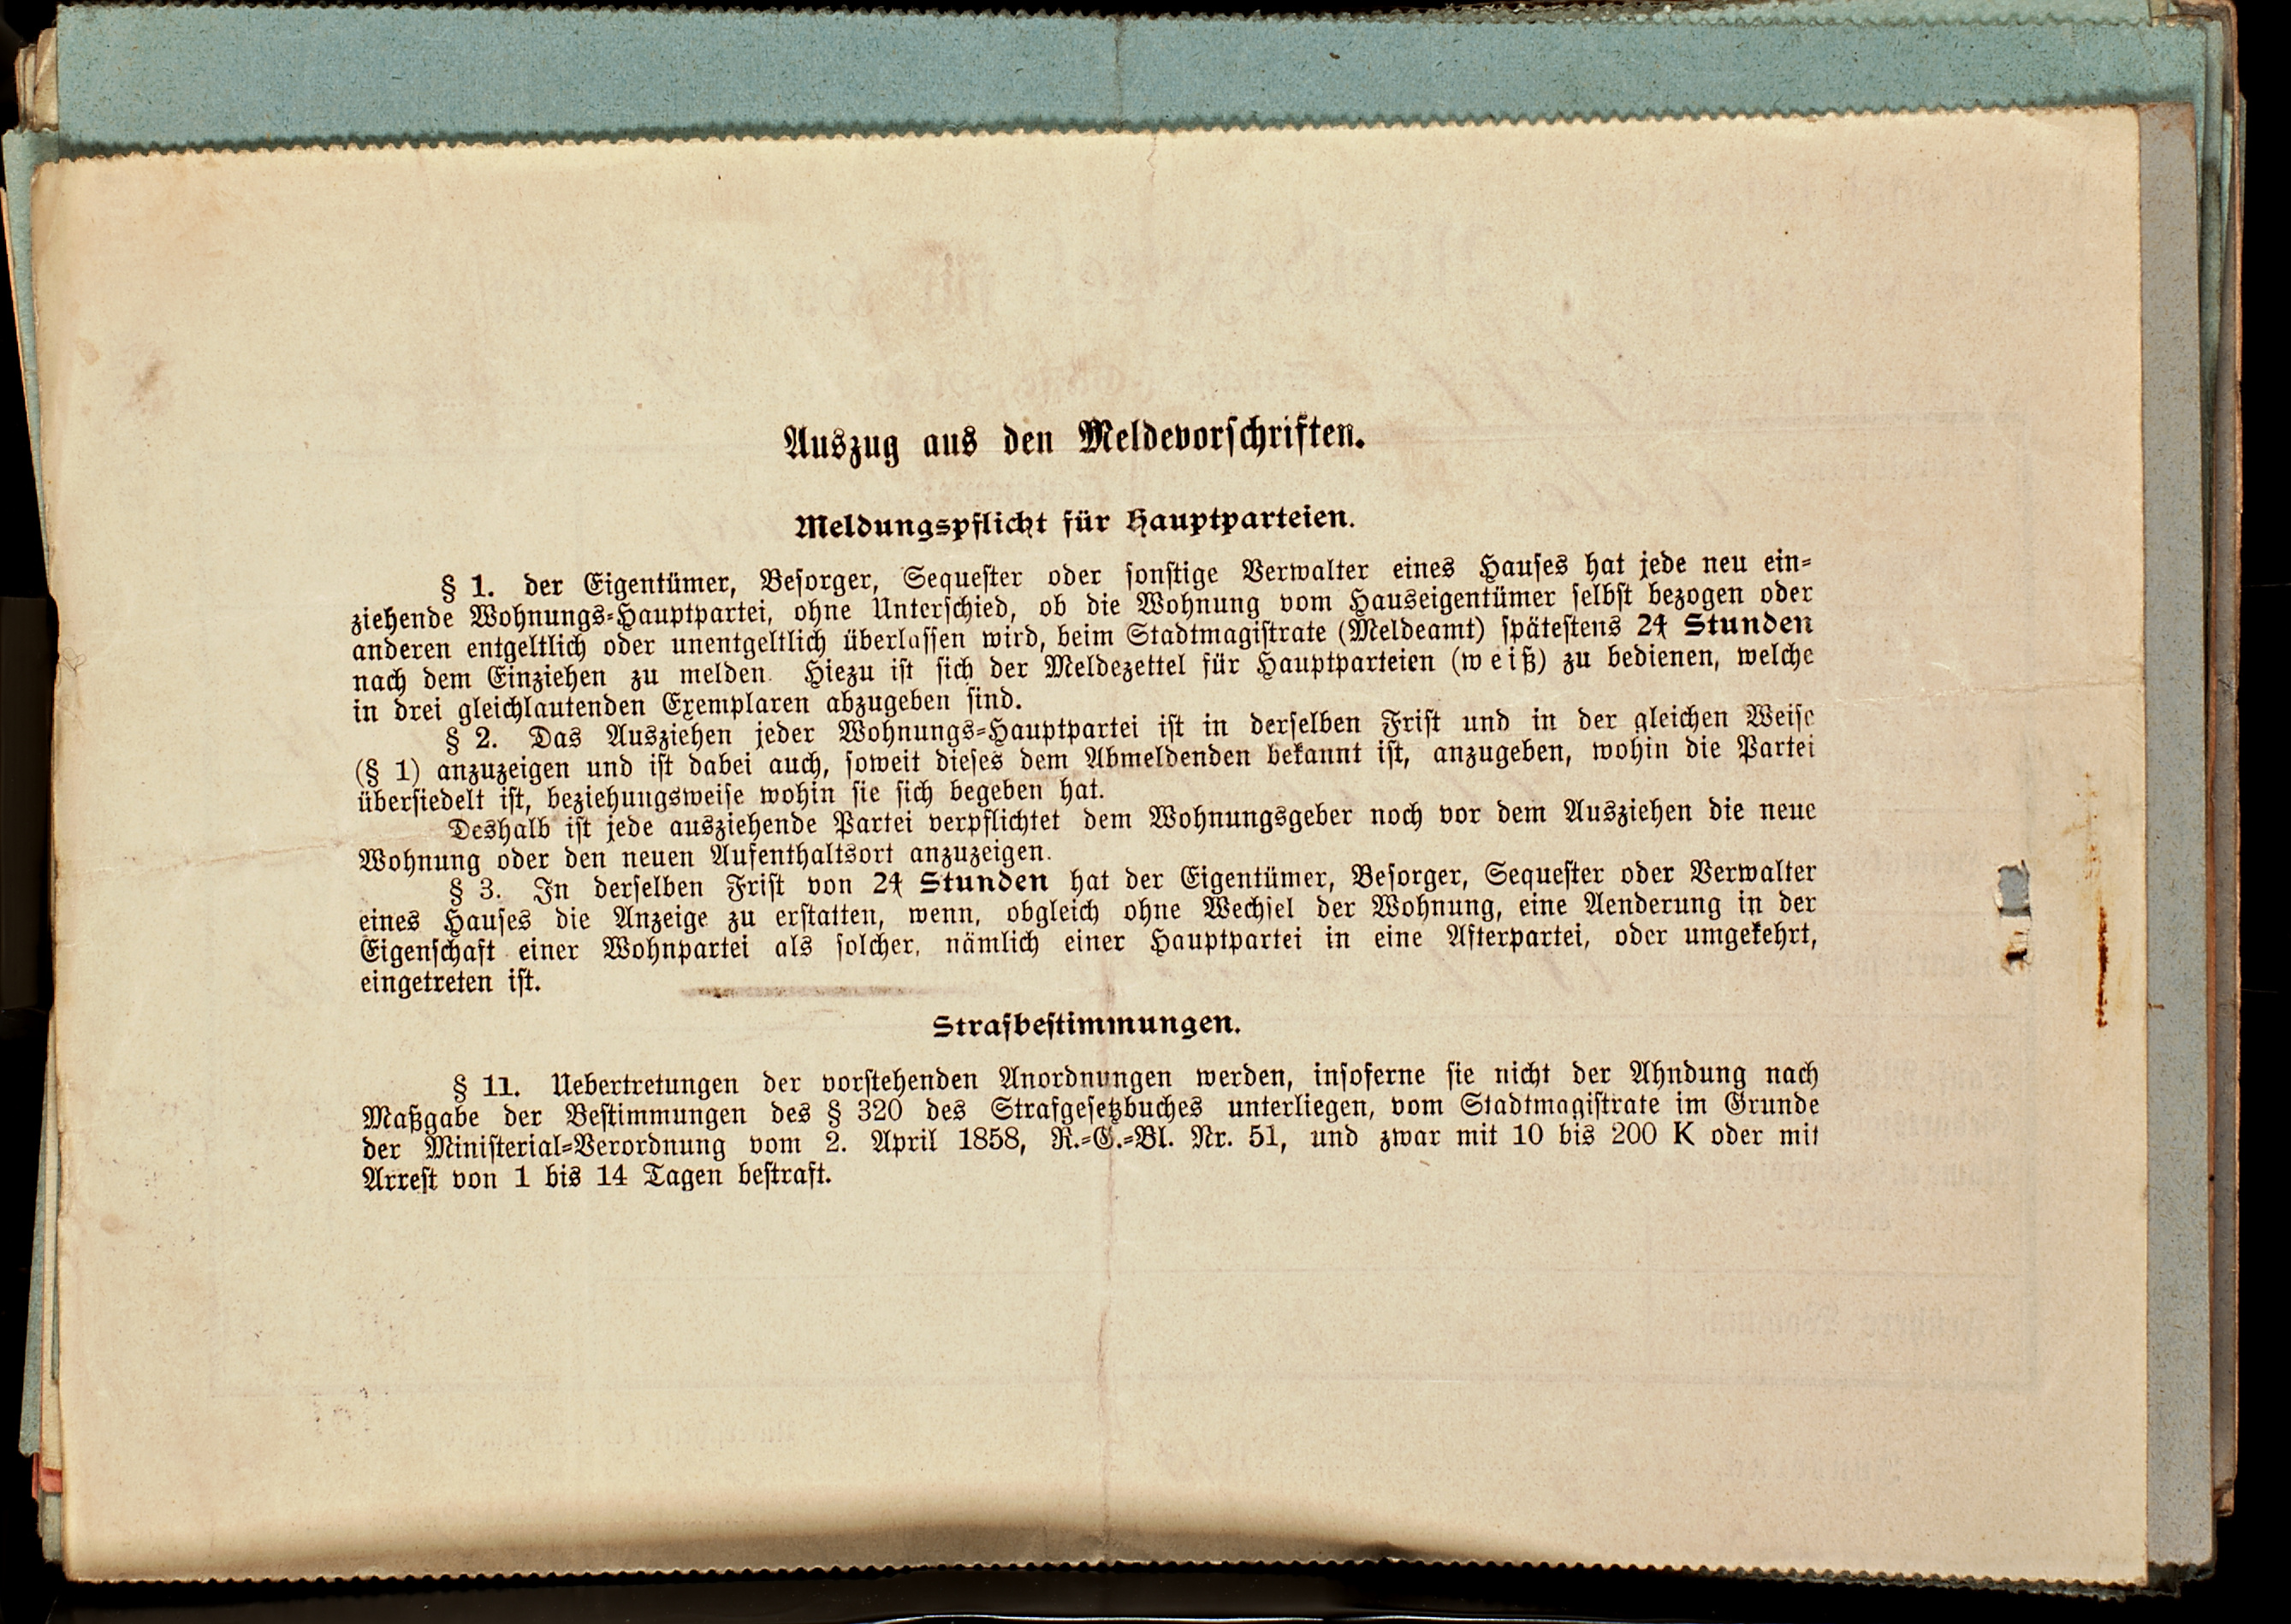 Auszug aus den Meldevorschriften.
Meldungspflicht für Hauptparteien.
§ 1. der Eigentümer, Besorger, Sequester oder sonstige Verwalter eines Hauses hat jede neu ein-
ziehende Wohnungs-Hauptpartei, ohne Unterschied, ob die Wohnung vom Hauseigentümer selbst bezogen oder
anderen entgeltlich oder unentgeltlich überlassen wird, beim Stadtmagistrate (Meldeamt) spätestens 24 Stunden
nach dem Einziehen zu melden. Hiezu ist sich der Meldezettel für Hauptparteien (weiß) zu bedienen, welche
in drei gleichlautenden Exemplaren abzugeben sind.
§ 2. Das Ausziehen jeder Wohnungs-Hauptpartei ist in derselben Frist und in der gleichen Weise
(§ 1) anzuzeigen und ist dabei auch, soweit dieses dem Abmeldenden bekannt ist, anzugeben, wohin die Partei
übersiedelt ist, beziehungsweise wohin sie sich begeben hat.
Deshalb ist jede ausziehende Partei verpflichtet dem Wohnungsgeber noch vor dem Ausziehen die neue
Wohnung oder den neuen Aufenthaltsort anzuzeigen.
§ 3. In derselben Frist von 24 Stunden hat der Eigentümer, Besorger, Sequester oder Verwalter
eines Hauses die Anzeige zu erstatten, wenn, obgleich ohne Wechsel der Wohnung, eine Aenderung in der
Eigenschaft einer Wohnpartei als solcher, nämlich einer Hauptpartei in eine Afterpartei, oder umgekehrt,
eingetreten ist.
Strafbestimmungen.
§ 11. Uebertretungen der vorstehenden Anordnungen werden, insoferne sie nicht der Ahndung nach
Maßgabe der Bestimmungen des § 320 des Strafgesetzbuches unterliegen, vom Stadtmagistrate im Grunde
der Ministerial-Verordnung vom 2. April 1858, R.-G.-Bl. Nr. 51, und zwar mit 10 bis 200 K oder mit
Arrest von 1 bis 14 Tagen bestraft.